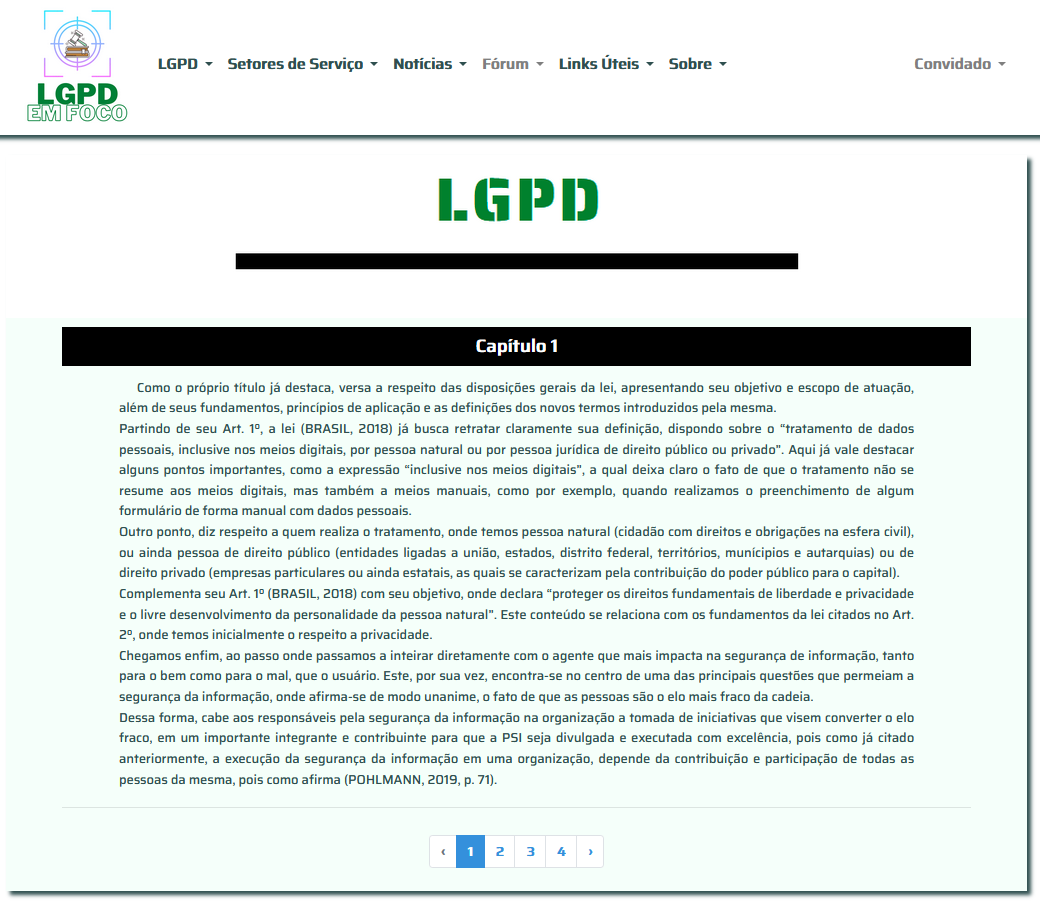 LGPD
EM FOCO
LGPD Setores de Serviço Notícias Fórum Links Úteis Sobre Convidado
LGPD
Capítulo 1
Como o próprio título já destaca, versa a respeito das disposições gerais da lei, apresentando seu objetivo e escopo de atuação,
além de seus fundamentos, princípios de aplicação e as definições dos novos termos introduzidos pela mesma.
Partindo de seu Art. 1º, a lei (BRASIL, 2018) já busca retratar claramente sua definição, dispondo sobre o “tratamento de dados
pessoais, inclusive nos meios digitais, por pessoa natural ou por pessoa jurídica de direito público ou privado”. Aqui já vale destacar
alguns pontos importantes, como a expressão “inclusive nos meios digitais”, a qual deixa claro o fato de que o tratamento não se
resume aos meios digitais, mas também a meios manuais, como por exemplo, quando realizamos o preenchimento de algum
formulário de forma manual com dados pessoais.
Outro ponto, diz respeito a quem realiza o tratamento, onde temos pessoa natural (cidadão com direitos e obrigações na esfera civil),
ou ainda pessoa de direito público (entidades ligadas a união, estados, distrito federal, territórios, munícipios e autarquias) ou de
direito privado (empresas particulares ou ainda estatais, as quais se caracterizam pela contribuição do poder público para o capital).
Complementa seu Art. 1º (BRASIL, 2018) com seu objetivo, onde declara “proteger os direitos fundamentais de liberdade e privacidade
e o livre desenvolvimento da personalidade da pessoa natural”. Este conteúdo se relaciona com os fundamentos da lei citados no Art.
2º, onde temos inicialmente o respeito a privacidade.
Chegamos enfim, ao passo onde passamos a inteirar diretamente com o agente que mais impacta na segurança de informação, tanto
para o bem como para o mal, que o usuário. Este, por sua vez, encontra-se no centro de uma das principais questões que permeiam a
segurança da informação, onde afirma-se de modo unanime, o fato de que as pessoas são o elo mais fraco da cadeia.
Dessa forma, cabe aos responsáveis pela segurança da informação na organização a tomada de iniciativas que visem converter o elo
fraco, em um importante integrante e contribuinte para que a PSI seja divulgada e executada com excelência, pois como já citado
anteriormente, a execução da segurança da informação em uma organização, depende da contribuição e participação de todas as
pessoas da mesma, pois como afirma (POHLMANN, 2019, p. 71).
‹ 1 2 3 4 ›